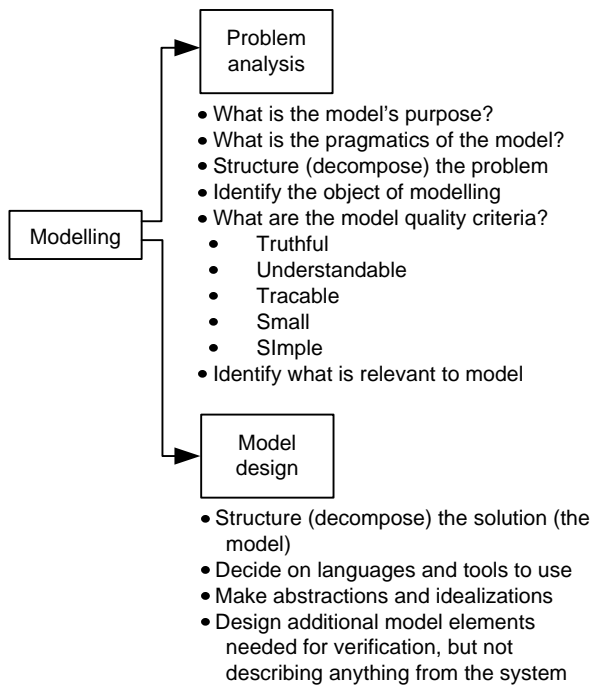 Problem
analysis
• What is the model's purpose?
• What is the pragmatics of the model?
• Structure (decompose) the problem
• Identify the object of modelling
• What are the model quality criteria?
• Truthful
• Understandable
• Tracable
• Small
• SImple
• Identify what is relevant to model
Modelling
Model
design
• Structure (decompose) the solution (the
model)
• Decide on languages and tools to use
• Make abstractions and idealizations
• Design additional model elements
needed for verification, but not
describing anything from the system